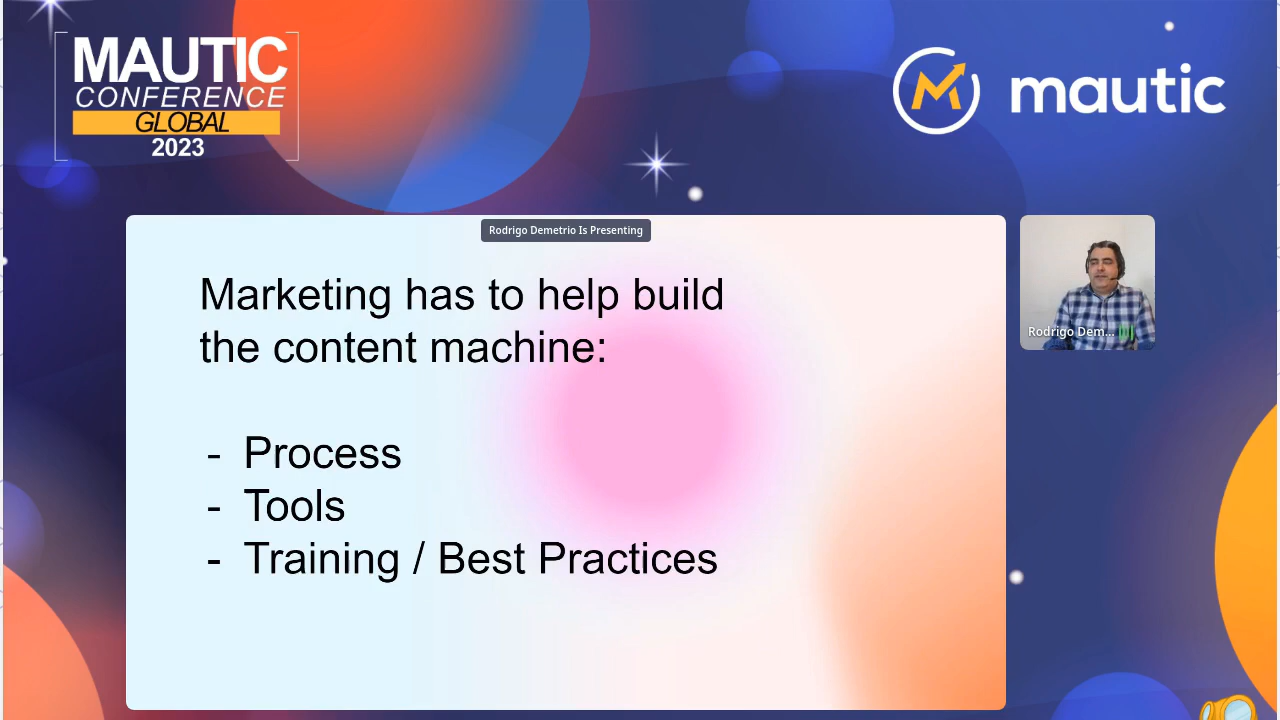 MAUTIC
CONFERENCE
GLOBAL
2023
mautic
Rodrigo Demetrio Is Presenting
Marketing has to help build
the content machine:
- Process
- Tools
- Training / Best Practices
Rodrigo Dem...